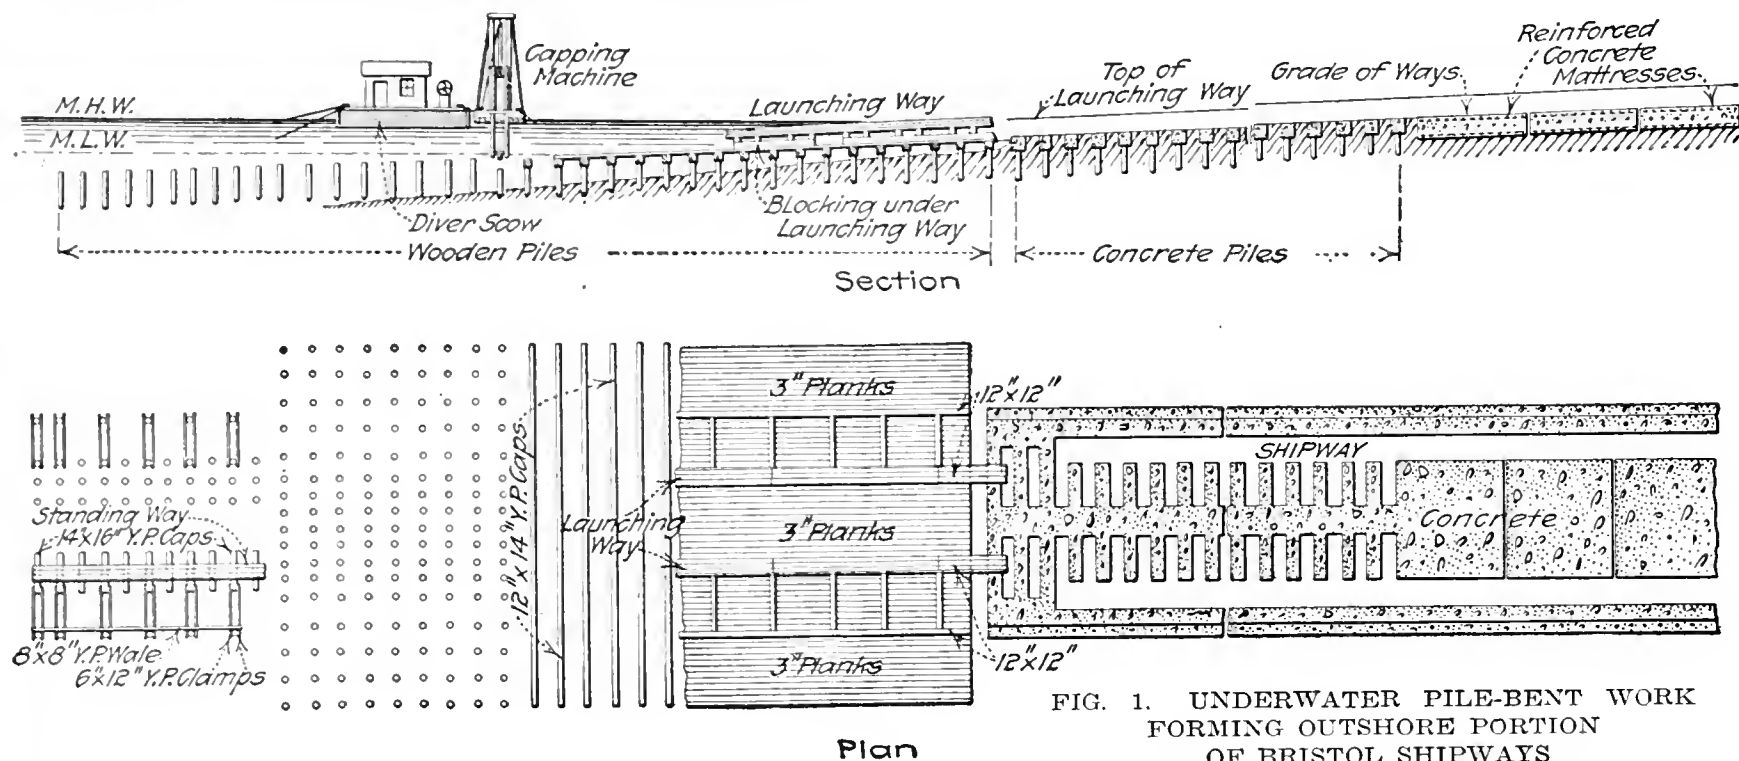 Capping
Machine
M.H.W.
M.L.W.
Launching Way
Top of
Launching Way
Grade of Ways
Reinforced
Concrete
Mattresses
Diver Scow
Blocking under
Launching Way
Wooden Piles
Concrete Piles
Section
3" Planks
12"x12"
12"x14" Y.P. Caps
SHIPWAY
Standing Way
14"x16" Y.P. Caps
Launching
Way
3" Planks
Concrete
8"x8" Y.P. Wale
6"x12" Y.P. Clamps
3" Planks
12"x12"
Plan
FIG. 1. UNDERWATER PILE-BENT WORK
FORMING OUTSHORE PORTION
OF BRISTOL SHIPWAYS